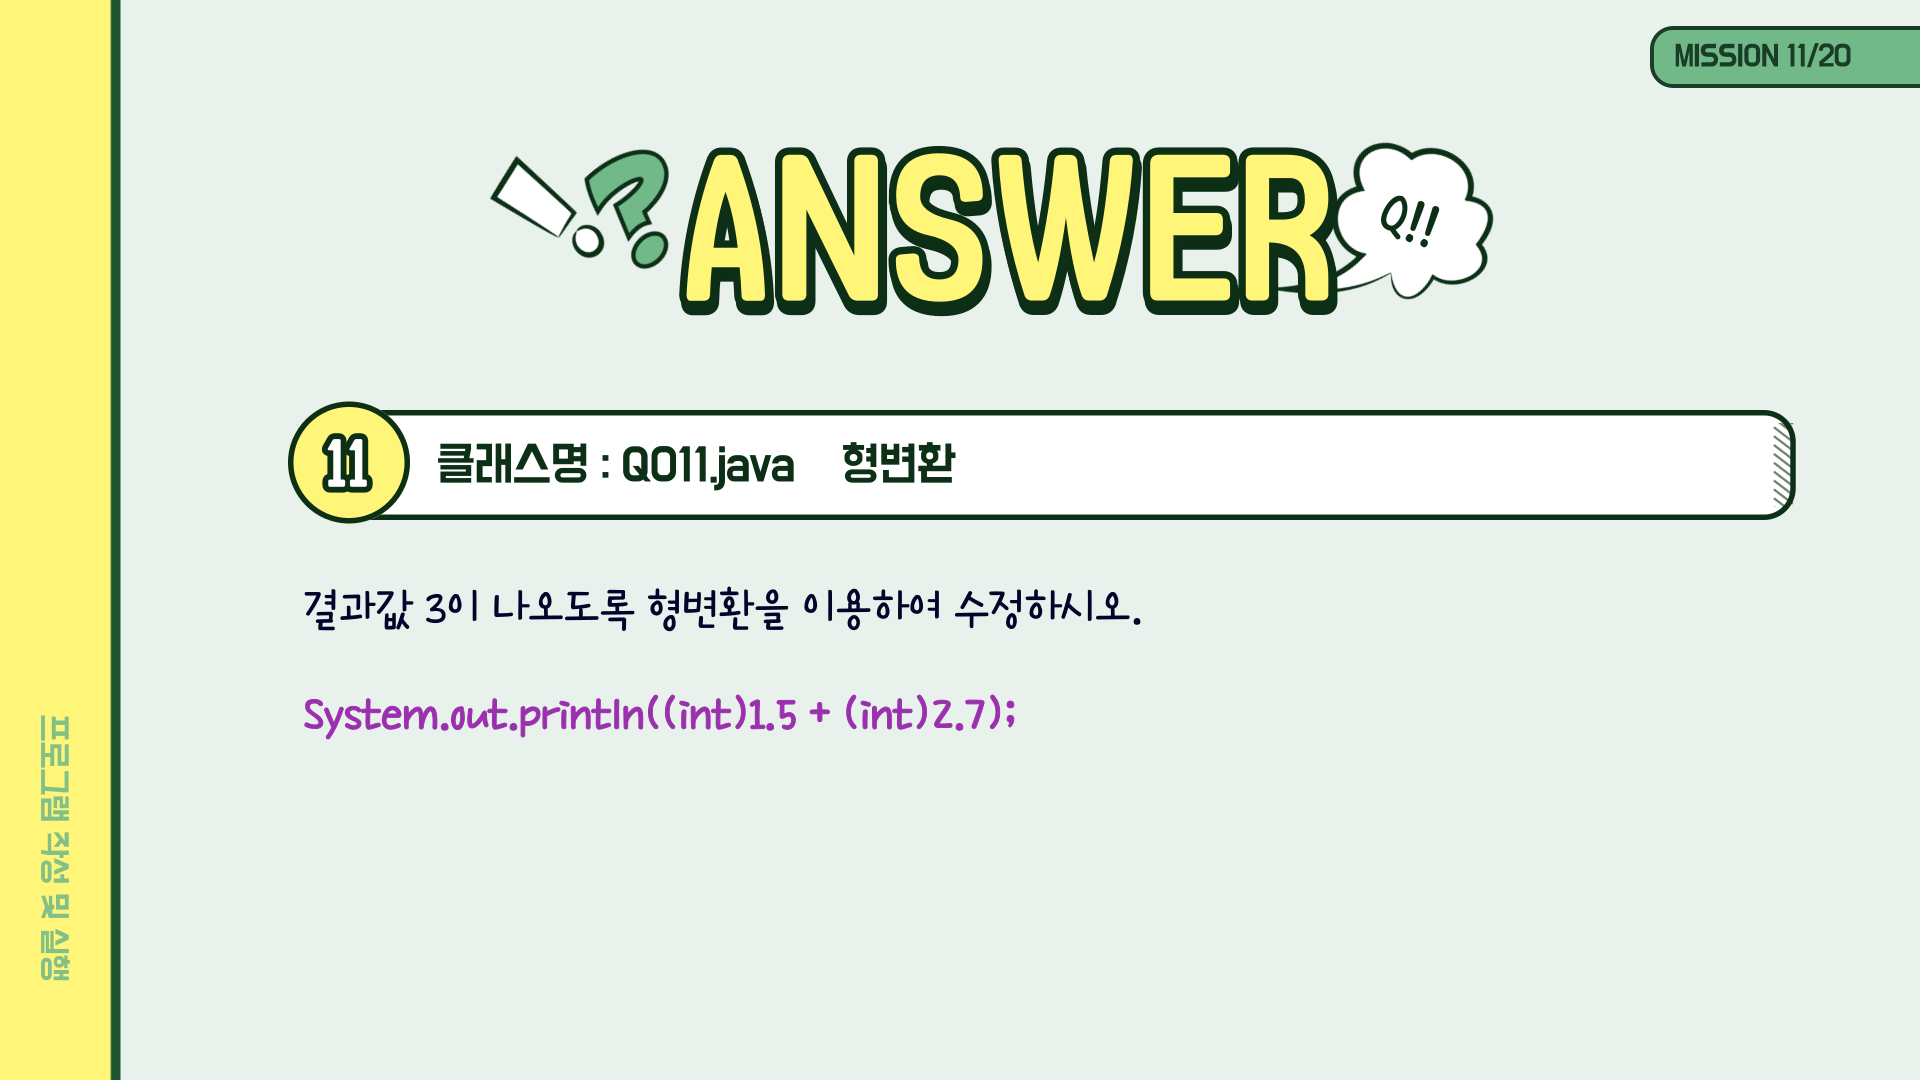 MISSION 11/20
!? ANSWER
Q!!
11
클래스명 : Q011.java 형변환
결과값 3이 나오도록 형변환을 이용하여 수정하시오.
System.out.println((int)1.5 + (int)2.7);
프로그램 작성 및 실행